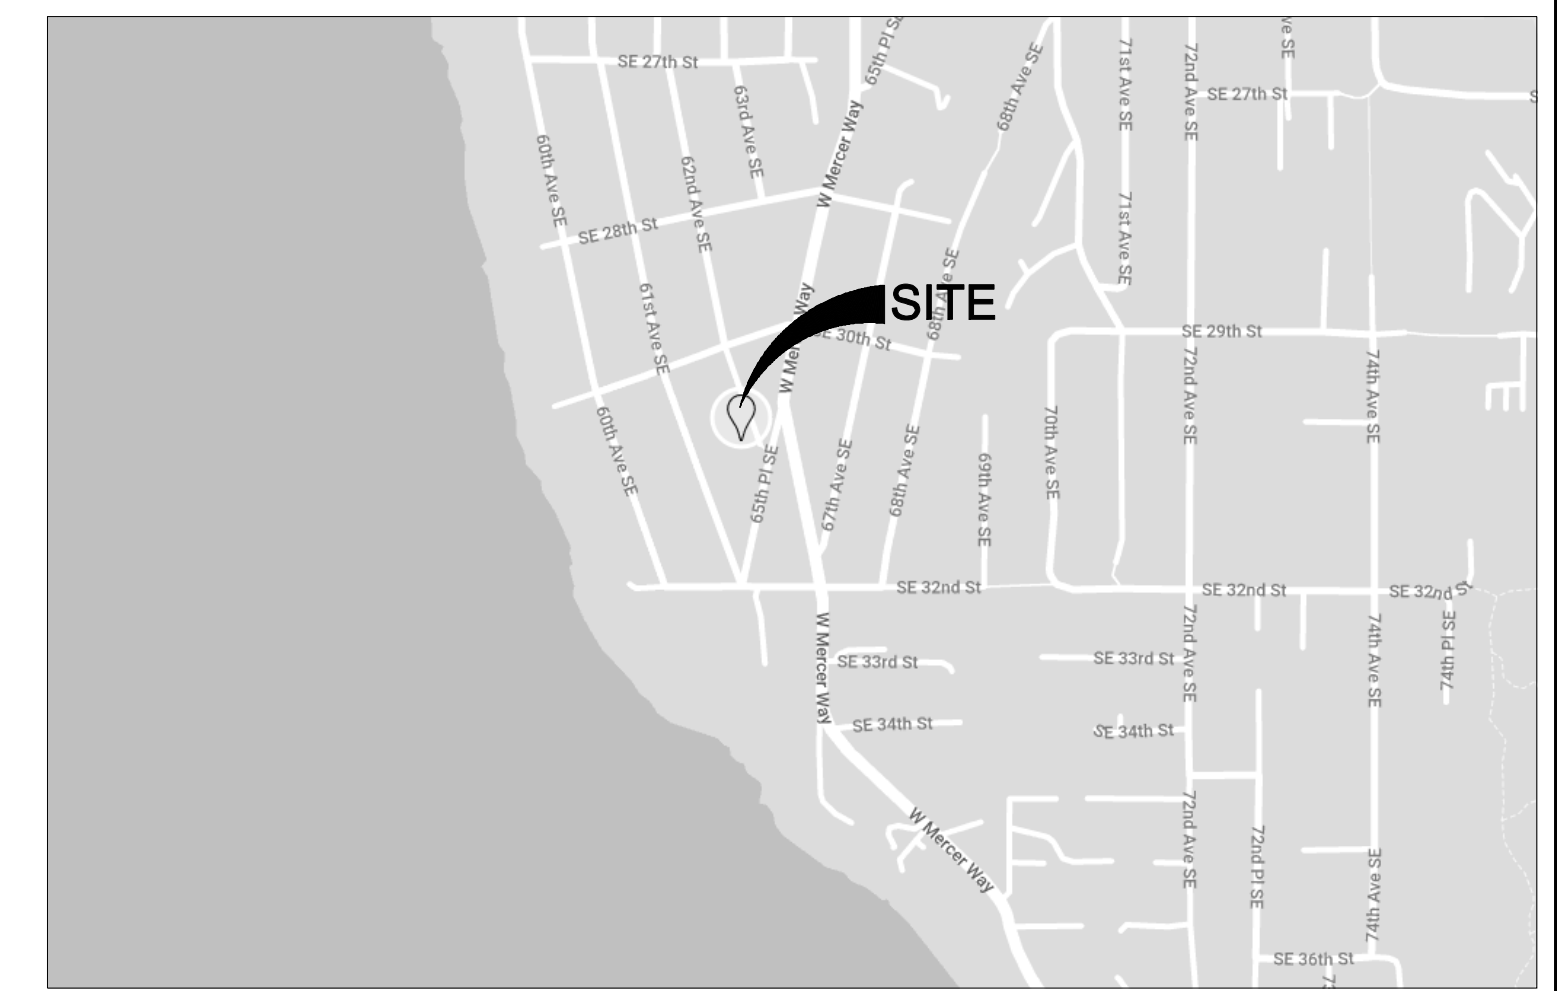 SE 27th St
65th Pl SE
68th Ave SE
71st Ave SE
72nd Ave SE
ve SE
SE 27th St
S
60th Ave SE
63rd Ave SE
62nd Ave SE
W Mercer Way
71st Ave SE
SE 28th St
61st Ave SE
68th Ave SE
SITE
W Mercer Way
SE 30th St
SE 29th St
72nd Ave SE
74th Ave SE
60th Ave SE
65th Pl SE
67th Ave SE
68th Ave SE
69th Ave SE
70th Ave SE
SE 32nd St
SE 32nd St
SE 32nd St
W Mercer Way
72nd Ave SE
74th Ave SE
74th Pl SE
SE 33rd St
SE 33rd St
SE 34th St
SE 34th St
W Mercer Way
72nd Ave SE
72nd Pl SE
74th Ave SE
SE 36th St